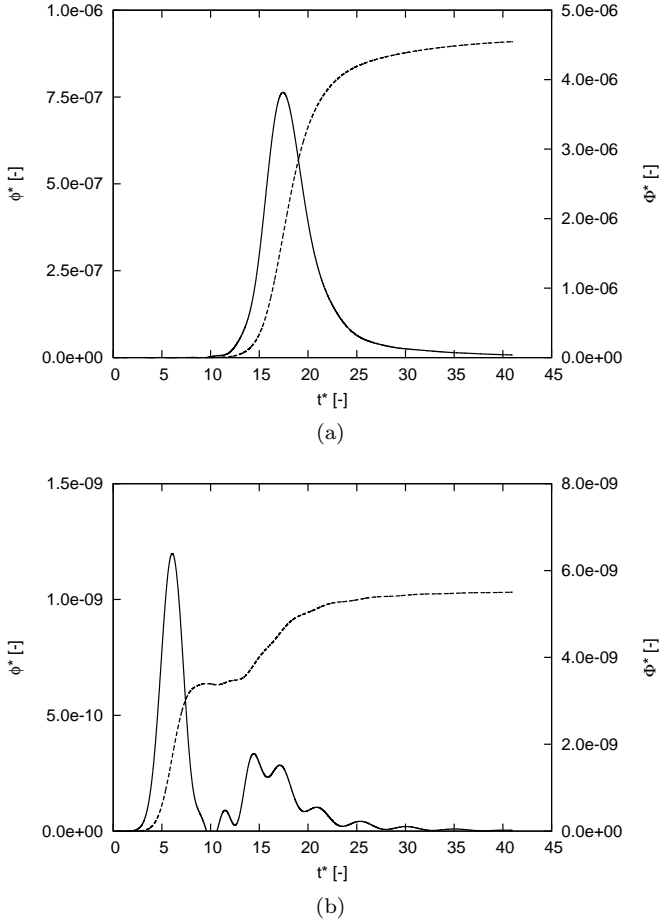 1.0e-06
7.5e-07
5.0e-07
2.5e-07
0.0e+00
ϕ* [-]
5.0e-06
4.0e-06
3.0e-06
2.0e-06
1.0e-06
0.0e+00
Φ* [-]
0 5 10 15 20 25 30 35 40 45
t* [-]
(a)
1.5e-09
1.0e-09
5.0e-10
0.0e+00
ϕ* [-]
8.0e-09
6.0e-09
4.0e-09
2.0e-09
0.0e+00
Φ* [-]
0 5 10 15 20 25 30 35 40 45
t* [-]
(b)